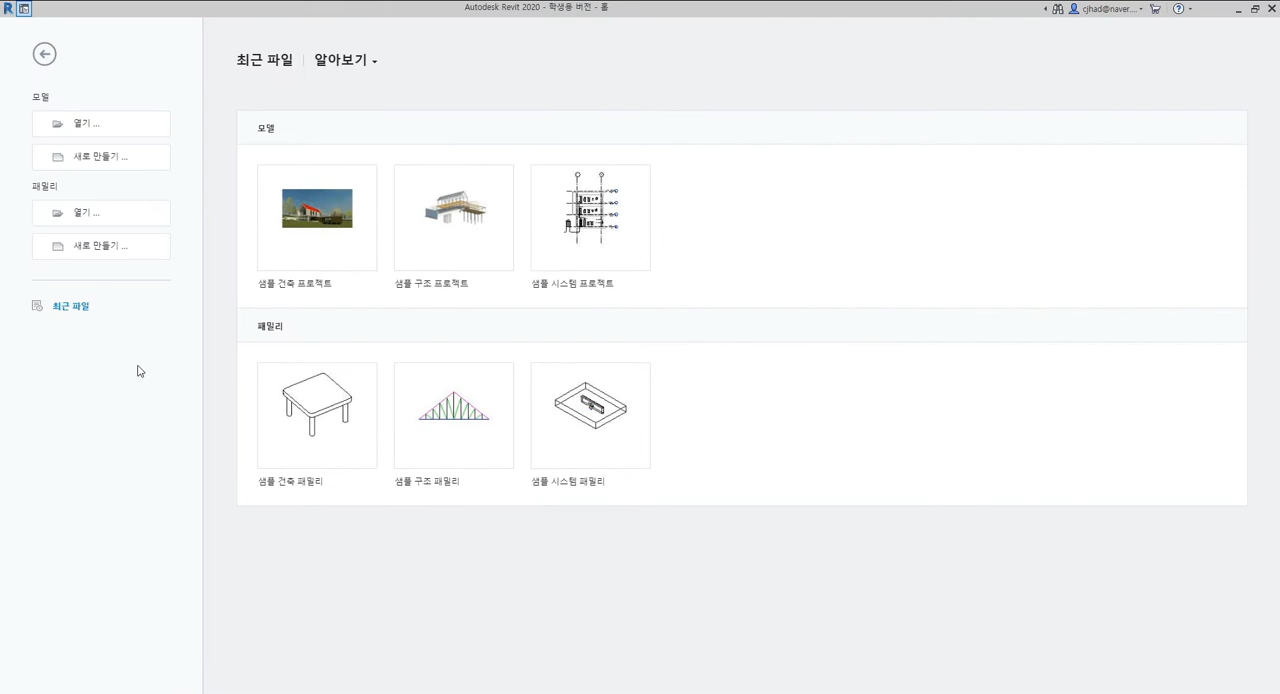 Autodesk Revit 2020 - 학생용 버전 - 홈
cjhad@naver....
모델
열기 ...
새로 만들기 ...
패밀리
열기 ...
새로 만들기 ...
최근 파일
최근 파일 알아보기
모델
샘플 건축 프로젝트
샘플 구조 프로젝트
샘플 시스템 프로젝트
패밀리
샘플 건축 패밀리
샘플 구조 패밀리
샘플 시스템 패밀리